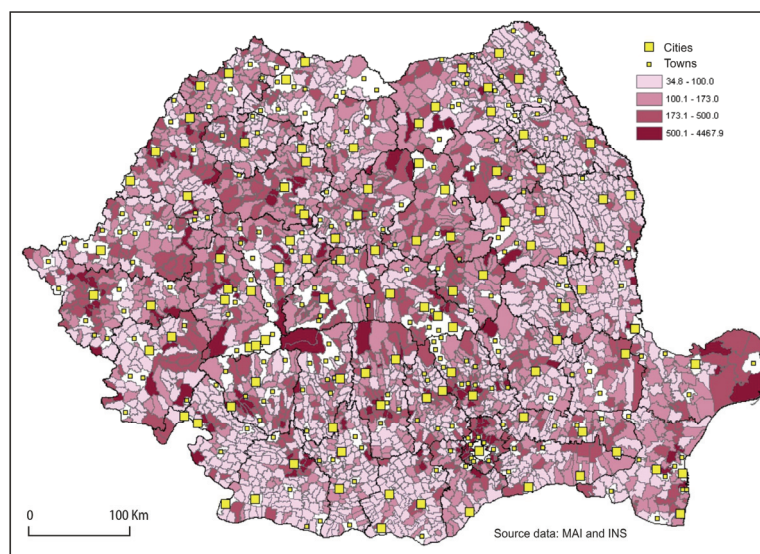 Cities
Towns
34.8 - 100.0
100.1 - 173.0
173.1 - 500.0
500.1 - 4467.9
0 100 Km
Source data: MAI and INS